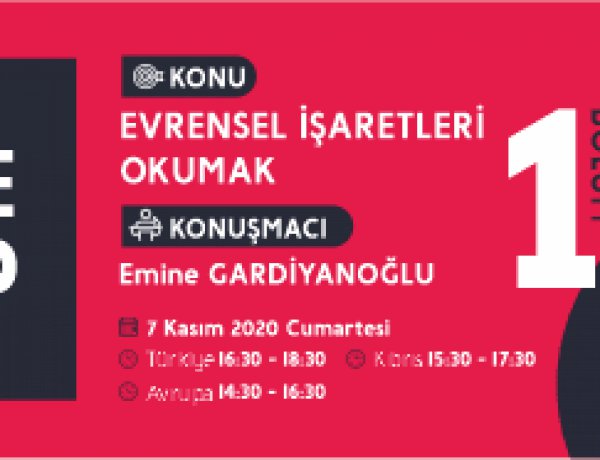 KONU
EVRENSEL İŞARETLERİ
OKUMAK
KONUŞMACI
Emine GARDİYANOĞLU
7 Kasım 2020 Cumartesi
Türkiye 16:30 - 18:30 Kıbrıs 15:30 - 17:30
Avrupa 14:30 - 16:30
1